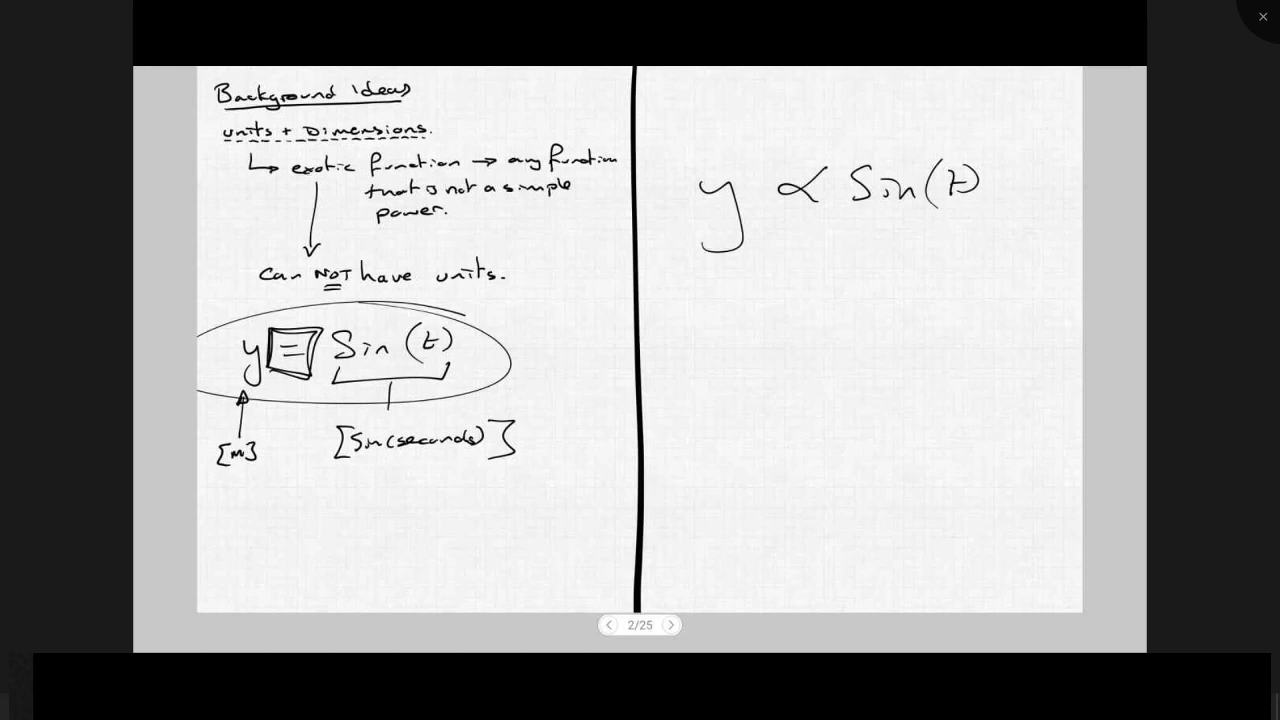 Background Ideas
units + Dimensions.
↳ exotic function → any function
that is not a simple
power.
Can NOT have units.
y = Sin (t)
[m]
[Sin(seconds)]
y ∝ Sin(t)
2/25